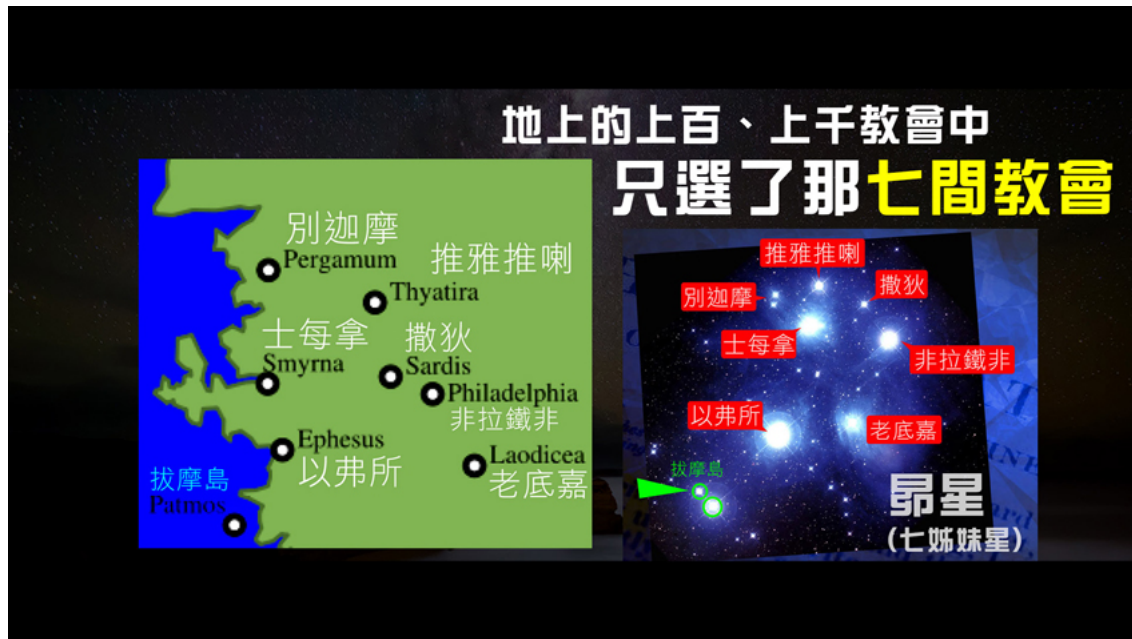 地上的上百、上千教會中
只選了那七間教會
別迦摩
Pergamum
推雅推喇
Thyatira
士每拿
Smyrna
撒狄
Sardis
Philadelphia
非拉鐵非
Ephesus
以弗所
Laodicea
老底嘉
拔摩島
Patmos
推雅推喇
別迦摩
撒狄
士每拿
非拉鐵非
以弗所
老底嘉
拔摩島
昴星
(七姊妹星)